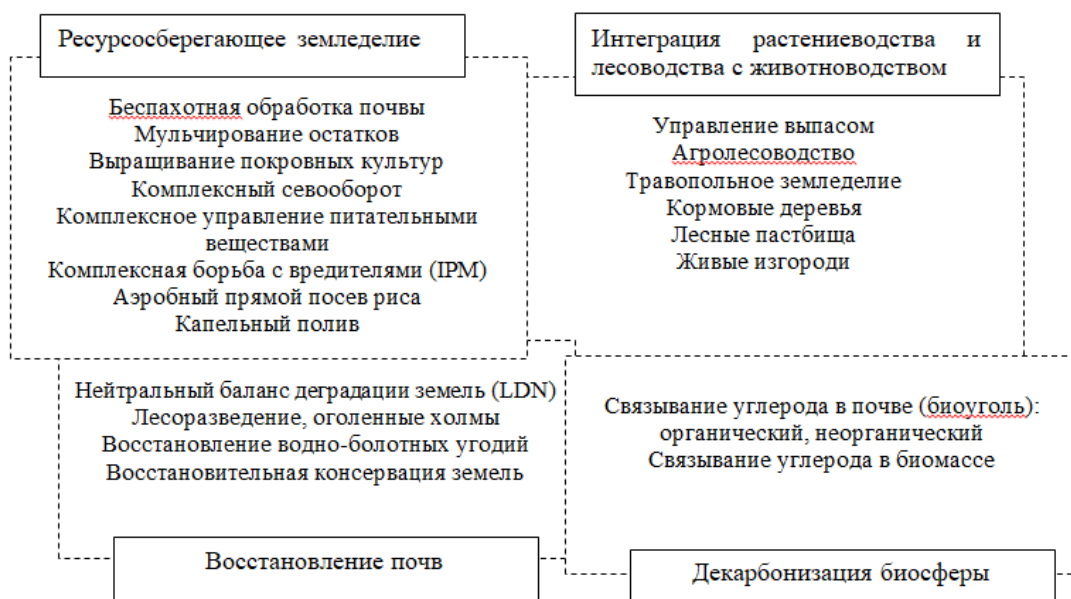 Ресурсосберегающее земледелие
Беспахотная обработка почвы
Мульчирование остатков
Выращивание покровных культур
Комплексный севооборот
Комплексное управление питательными
веществами
Комплексная борьба с вредителями (IPM)
Аэробный прямой посев риса
Капельный полив
Интеграция растениеводства и
лесоводства с животноводством
Управление выпасом
Агролесоводство
Травопольное земледелие
Кормовые деревья
Лесные пастбища
Живые изгороди
Нейтральный баланс деградации земель (LDN)
Лесоразведение, оголенные холмы
Восстановление водно-болотных угодий
Восстановительная консервация земель
Восстановление почв
Связывание углерода в почве (биоуголь):
органический, неорганический
Связывание углерода в биомассе
Декарбонизация биосферы